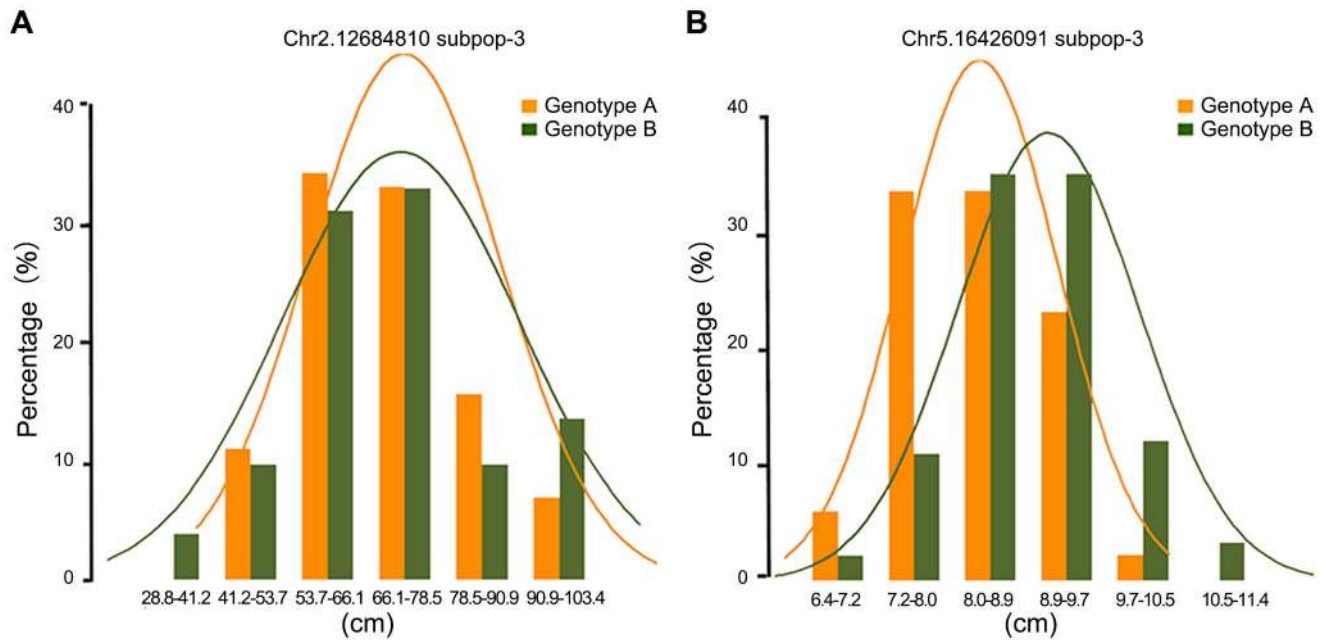 A
Chr2.12684810 subpop-3
Percentage (%)
40
30
20
10
0
Genotype A
Genotype B
28.8-41.2 41.2-53.7 53.7-66.1 66.1-78.5 78.5-90.9 90.9-103.4
(cm)
B
Chr5.16426091 subpop-3
Percentage (%)
40
30
20
10
0
Genotype A
Genotype B
6.4-7.2 7.2-8.0 8.0-8.9 8.9-9.7 9.7-10.5 10.5-11.4
(cm)